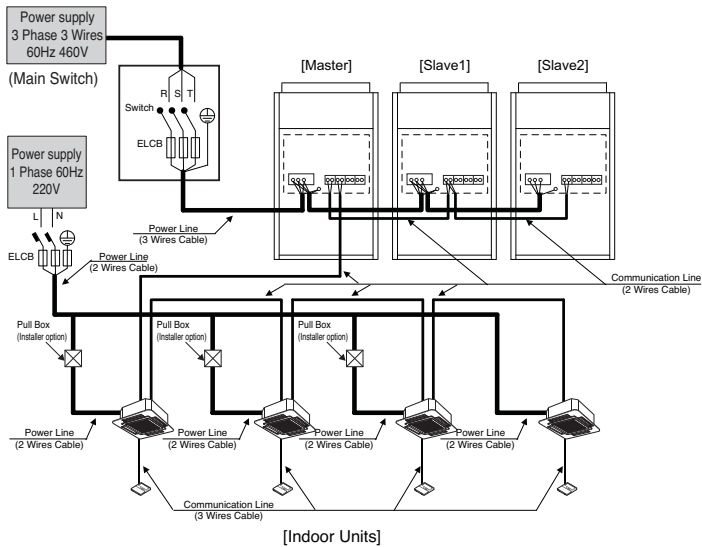 Power supply
3 Phase 3 Wires
60Hz 460V
(Main Switch)
[Master]
[Slave1]
[Slave2]
R S T
Switch
ELCB
Power supply
1 Phase 60Hz
220V
L N
ELCB
Power Line
(2 Wires Cable)
Power Line
(3 Wires Cable)
Communication Line
(2 Wires Cable)
Pull Box
(Installer option)
Pull Box
(Installer option)
Pull Box
(Installer option)
Power Line
(2 Wires Cable)
Power Line
(2 Wires Cable)
Power Line
(2 Wires Cable)
Power Line
(2 Wires Cable)
Communication Line
(3 Wires Cable)
[Indoor Units]